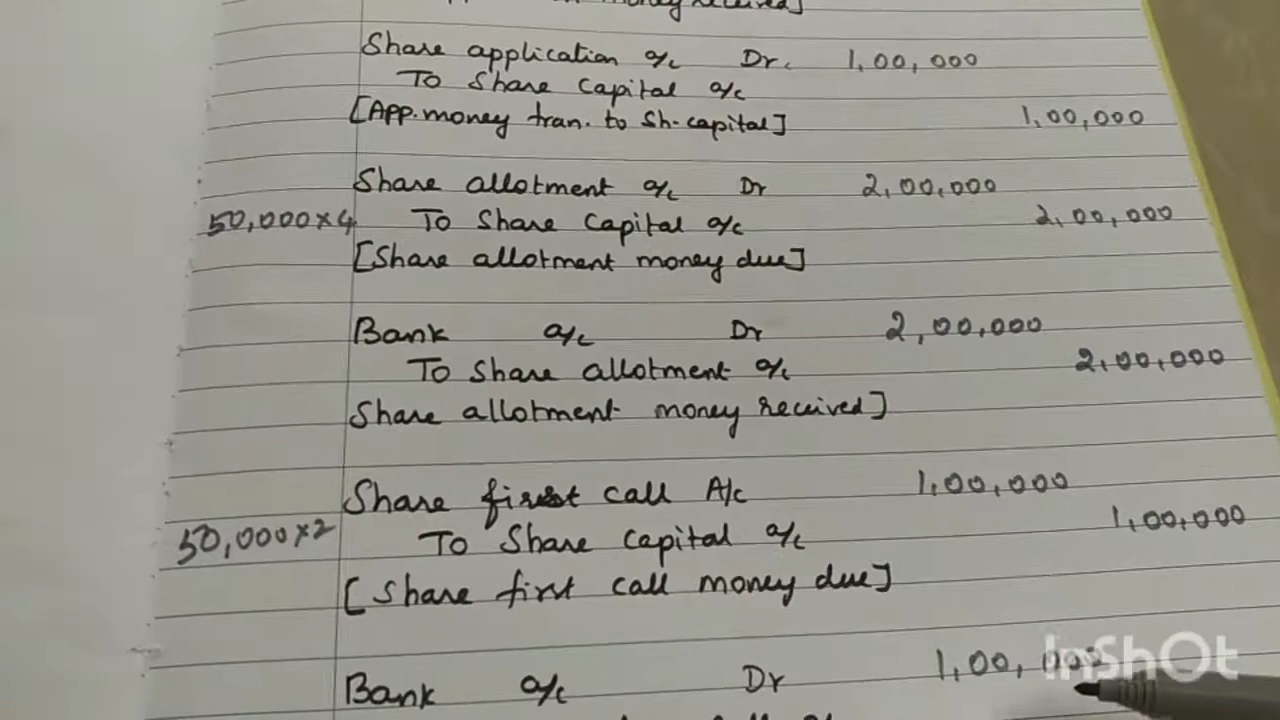 money received]
Share application a/c Dr. 1,00,000
To Share Capital a/c
[App. money tran. to Sh. capital] 1,00,000
Share allotment a/c Dr 2,00,000
50,000×4 To Share Capital a/c 2,00,000
[Share allotment money due]
Bank a/c Dr 2,00,000
To Share allotment a/c 2,00,000
Share allotment money received]
Share first call A/c 1,00,000
50,000×2 To Share Capital a/c 1,00,000
[Share first call money due]
Bank a/c Dr 1,00,000
InShOt